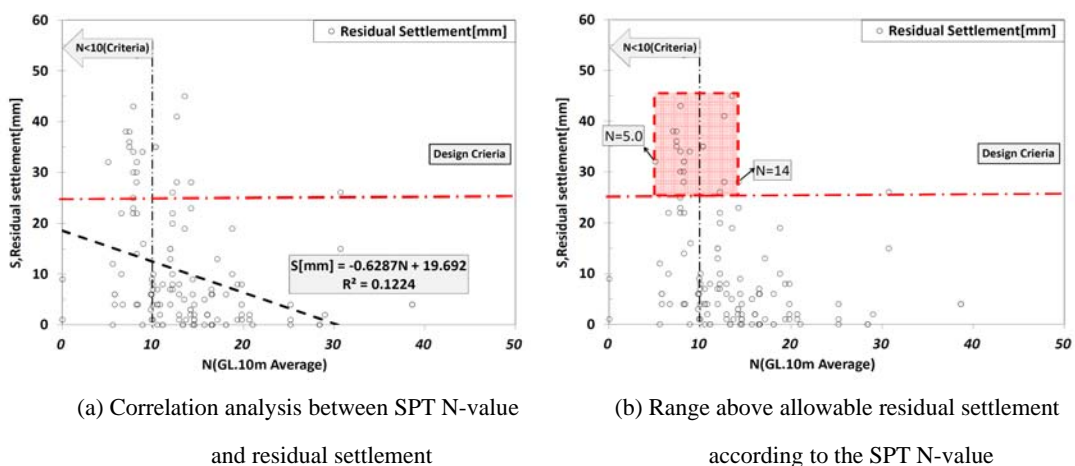 60
50
40
30
20
10
0
S,Residual settlement[mm]
N<10(Criteria)
○ Residual Settlement[mm]
Design Crieria
S[mm] = -0.6287N + 19.692
R² = 0.1224
0 10 20 30 40 50
N(GL.10m Average)
(a) Correlation analysis between SPT N-value
and residual settlement
60
50
40
30
20
10
0
S,Residual settlement[mm]
N<10(Criteria)
○ Residual Settlement[mm]
N=5.0
Design Crieria
N=14
0 10 20 30 40 50
N(GL.10m Average)
(b) Range above allowable residual settlement
according to the SPT N-value